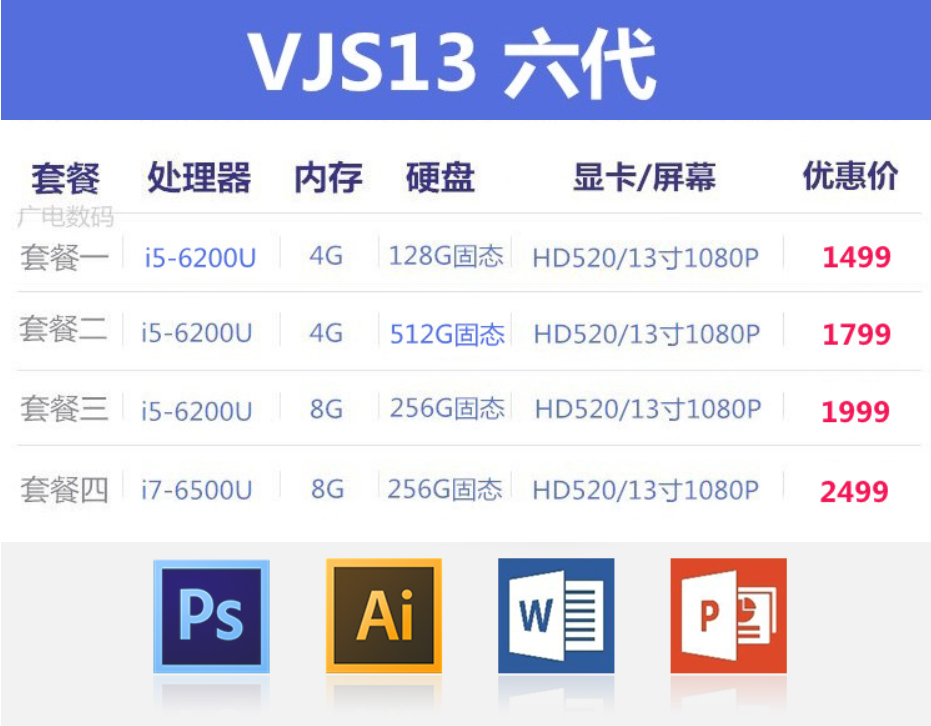 VJS13 六代
套餐 处理器 内存 硬盘 显卡/屏幕 优惠价
广电数码
套餐一 i5-6200U 4G 128G固态 HD520/13寸1080P 1499
套餐二 i5-6200U 4G 512G固态 HD520/13寸1080P 1799
套餐三 i5-6200U 8G 256G固态 HD520/13寸1080P 1999
套餐四 i7-6500U 8G 256G固态 HD520/13寸1080P 2499
Ps Ai W P